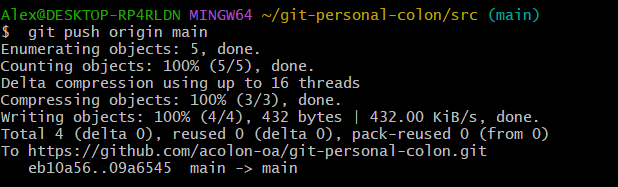 Alex@DESKTOP-RP4RLDN MINGW64 ~/git-personal-colon/src (main)
$  git push origin main
Enumerating objects: 5, done.
Counting objects: 100% (5/5), done.
Delta compression using up to 16 threads
Compressing objects: 100% (3/3), done.
Writing objects: 100% (4/4), 432 bytes | 432.00 KiB/s, done.
Total 4 (delta 0), reused 0 (delta 0), pack-reused 0 (from 0)
To https://github.com/acolon-oa/git-personal-colon.git
   eb10a56..09a6545  main -> main